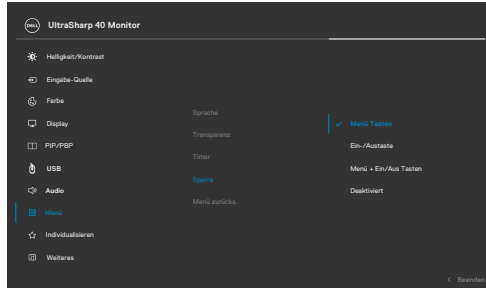 DELL UltraSharp 40 Monitor
Helligkeit/Kontrast
Eingabe-Quelle
Farbe
Display
PIP/PBP
USB
Audio
Menü
Individualisieren
Weiteres
Sprache
Transparenz
Timer
Sperre
Menü zurücks.
Menü Tasten
Ein-/Austaste
Menü + Ein/Aus Tasten
Deaktiviert
Beenden